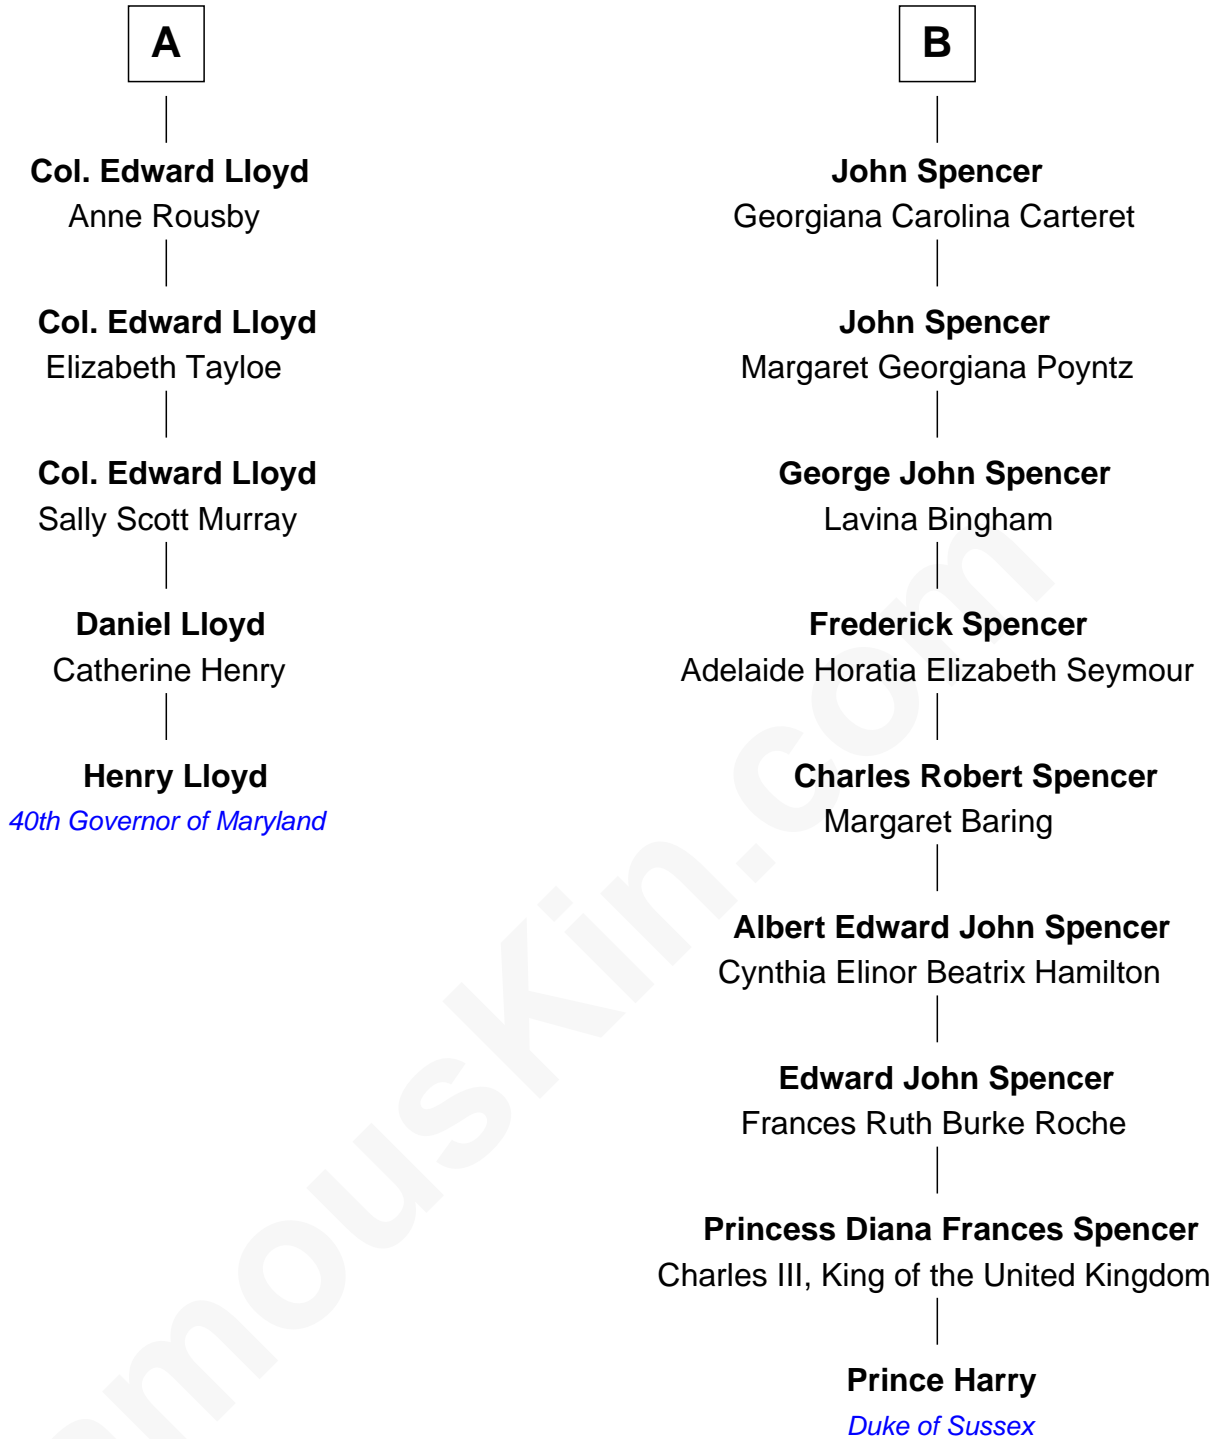 A
Col. Edward Lloyd
Anne Rousby
Col. Edward Lloyd
Elizabeth Tayloe
Col. Edward Lloyd
Sally Scott Murray
Daniel Lloyd
Catherine Henry
Henry Lloyd
40th Governor of Maryland
B
John Spencer
Georgiana Carolina Carteret
John Spencer
Margaret Georgiana Poyntz
George John Spencer
Lavina Bingham
Frederick Spencer
Adelaide Horatia Elizabeth Seymour
Charles Robert Spencer
Margaret Baring
Albert Edward John Spencer
Cynthia Elinor Beatrix Hamilton
Edward John Spencer
Frances Ruth Burke Roche
Princess Diana Frances Spencer
Charles III, King of the United Kingdom
Prince Harry
Duke of Sussex
amousKin.com